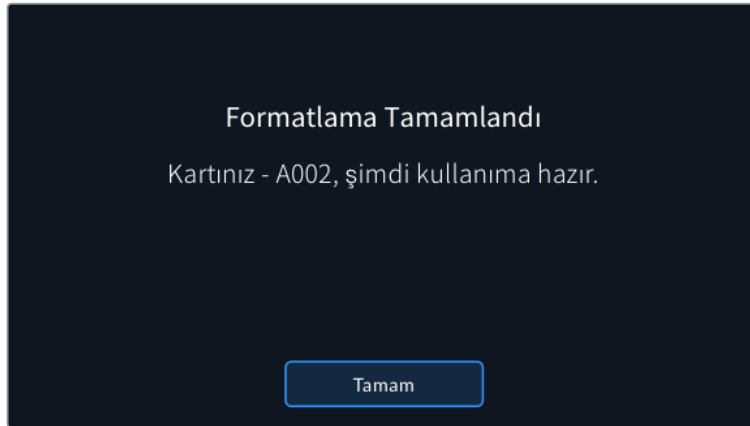 Formatlama Tamamlandı
Kartınız - A002, şimdi kullanıma hazır.
Tamam